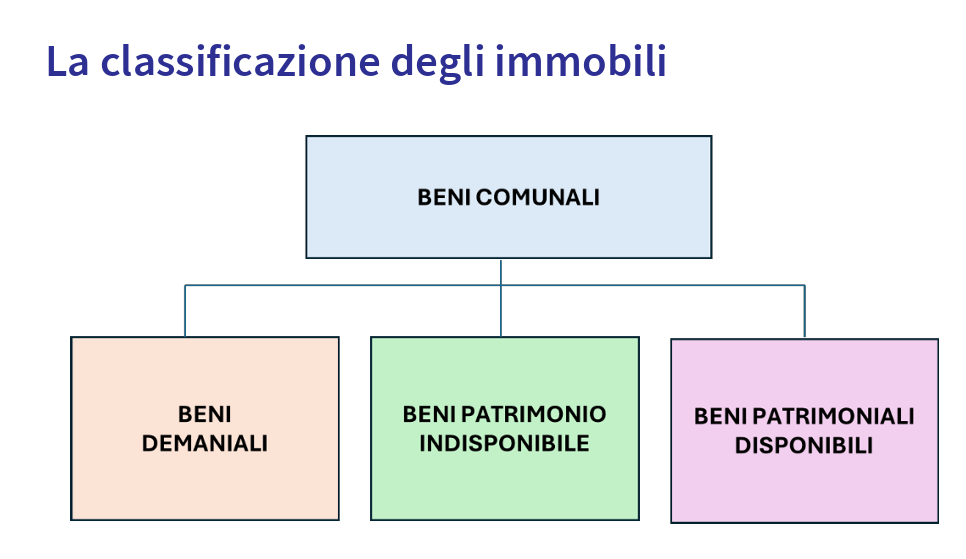 La classificazione degli immobili
BENI COMUNALI
BENI
DEMANIALI
BENI PATRIMONIO
INDISPONIBILE
BENI PATRIMONIALI
DISPONIBILI